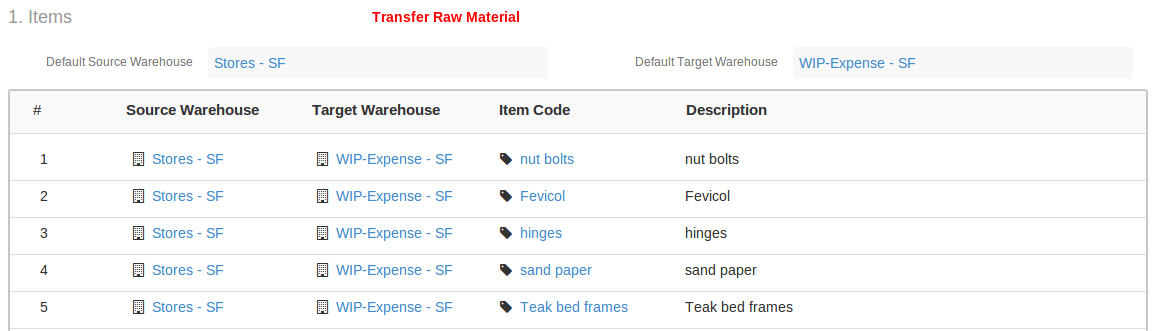 1. Items Transfer Raw Material
Default Source Warehouse Stores - SF Default Target Warehouse WIP-Expense - SF
# Source Warehouse Target Warehouse Item Code Description
1 Stores - SF WIP-Expense - SF nut bolts nut bolts
2 Stores - SF WIP-Expense - SF Fevicol Fevicol
3 Stores - SF WIP-Expense - SF hinges hinges
4 Stores - SF WIP-Expense - SF sand paper sand paper
5 Stores - SF WIP-Expense - SF Teak bed frames Teak bed frames